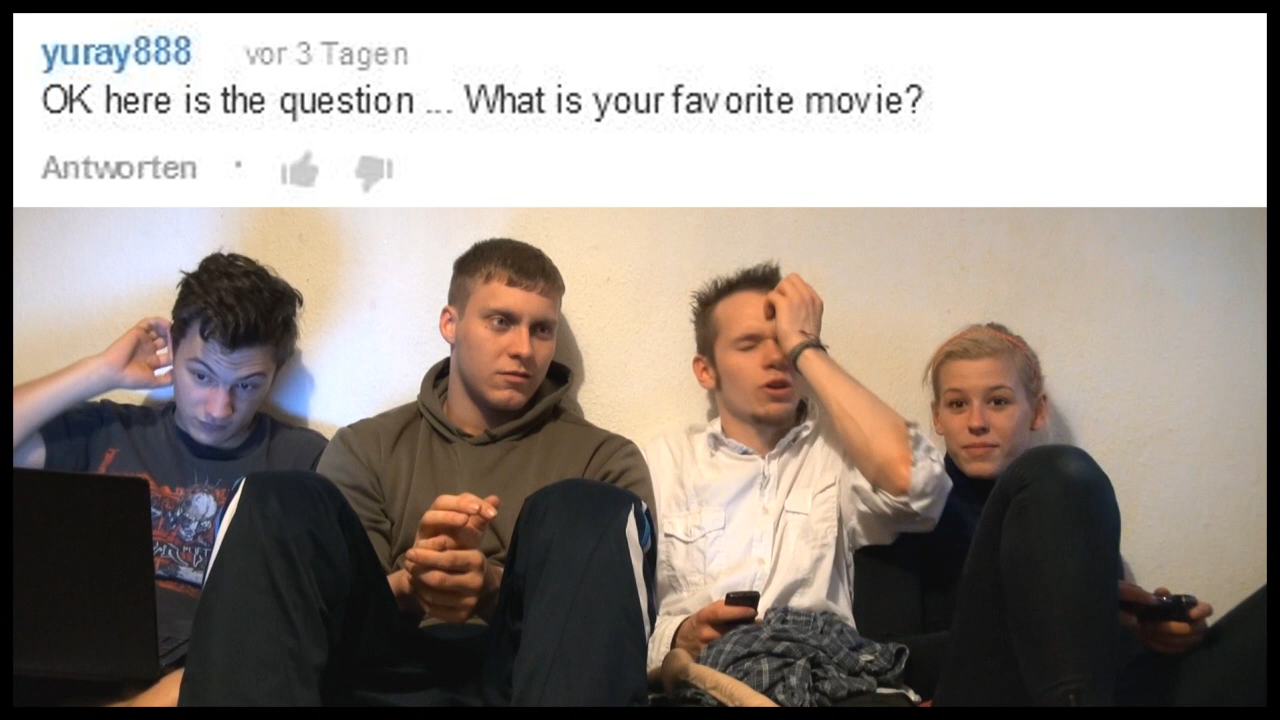 yuray888 vor 3 Tagen
OK here is the question ... What is your favorite movie?
Antworten